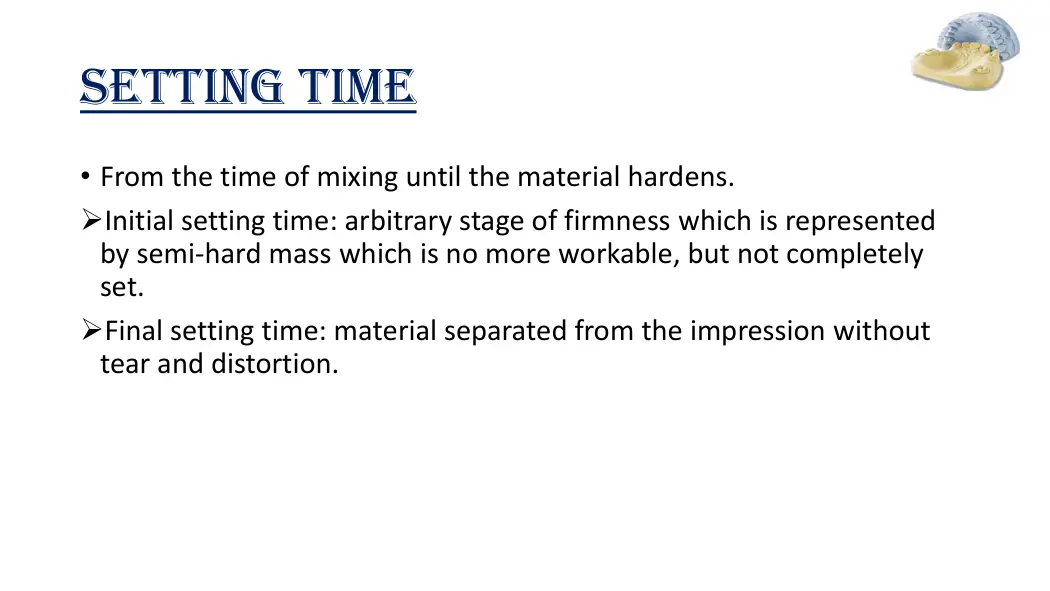 SETTING TIME
• From the time of mixing until the material hardens.
➢Initial setting time: arbitrary stage of firmness which is represented
by semi-hard mass which is no more workable, but not completely
set.
➢Final setting time: material separated from the impression without
tear and distortion.